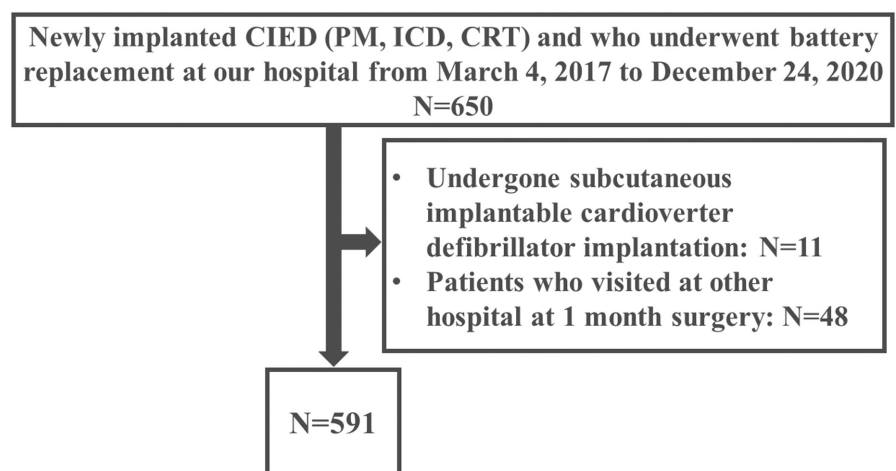 Newly implanted CIED (PM, ICD, CRT) and who underwent battery
replacement at our hospital from March 4, 2017 to December 24, 2020
N=650
• Undergone subcutaneous
implantable cardioverter
defibrillator implantation: N=11
• Patients who visited at other
hospital at 1 month surgery: N=48
N=591